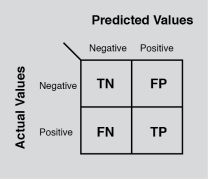 Predicted Values
Negative Positive
Actual Values
Negative TN FP
Positive FN TP